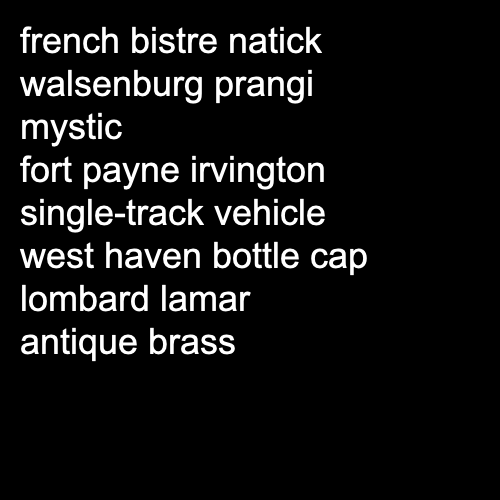 french bistre natick
walsenburg prangi
mystic
fort payne irvington
single-track vehicle
west haven bottle cap
lombard lamar
antique brass